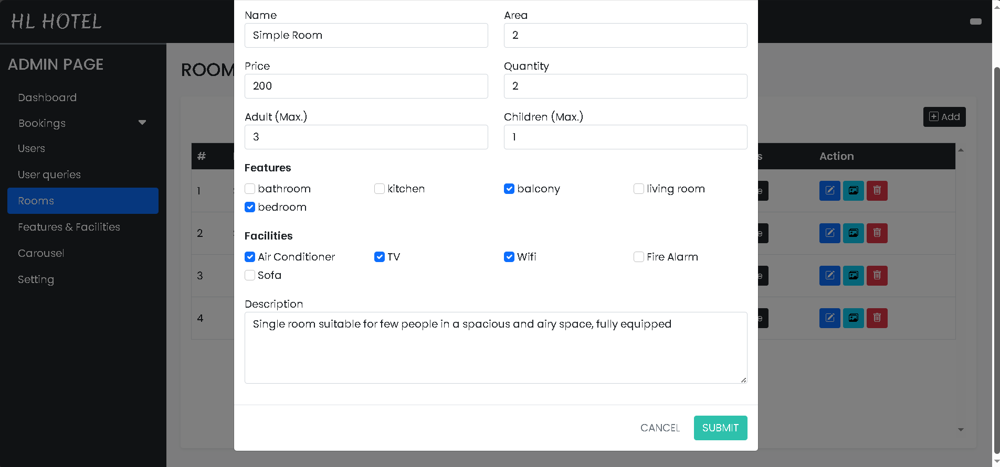 HL HOTEL
ADMIN PAGE
Dashboard
Bookings
Users
User queries
Rooms
Features & Facilities
Carousel
Setting
ROOM
Add
#
s
Action
1
e
2
e
3
e
4
e
Name
Area
Simple Room
2
Price
Quantity
200
2
Adult (Max.)
Children (Max.)
3
1
Features
bathroom
kitchen
balcony
living room
bedroom
Facilities
Air Conditioner
TV
Wifi
Fire Alarm
Sofa
Description
Single room suitable for few people in a spacious and airy space, fully equipped
CANCEL
SUBMIT